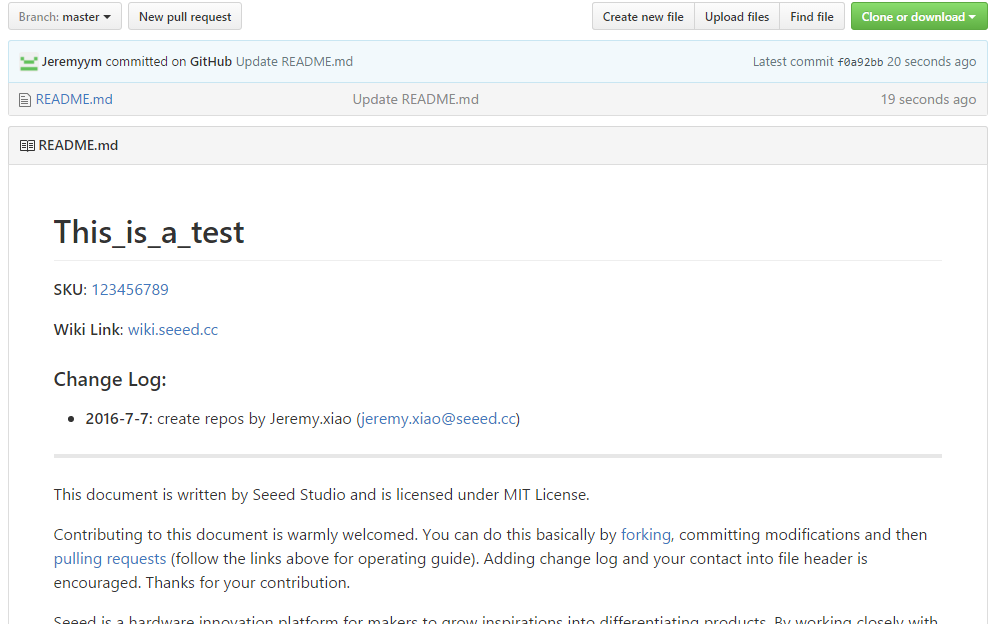 Branch: master New pull request Create new file Upload files Find file Clone or download
Jeremyym committed on GitHub Update README.md Latest commit f0a92bb 20 seconds ago
README.md Update README.md 19 seconds ago
README.md
This_is_a_test
SKU: 123456789
Wiki Link: wiki.seeed.cc
Change Log:
• 2016-7-7: create repos by Jeremy.xiao (jeremy.xiao@seeed.cc)
This document is written by Seeed Studio and is licensed under MIT License.
Contributing to this document is warmly welcomed. You can do this basically by forking, committing modifications and then
pulling requests (follow the links above for operating guide). Adding change log and your contact into file header is
encouraged. Thanks for your contribution.
Seeed is a hardware innovation platform for makers to grow inspirations into differentiating products. By working closely with